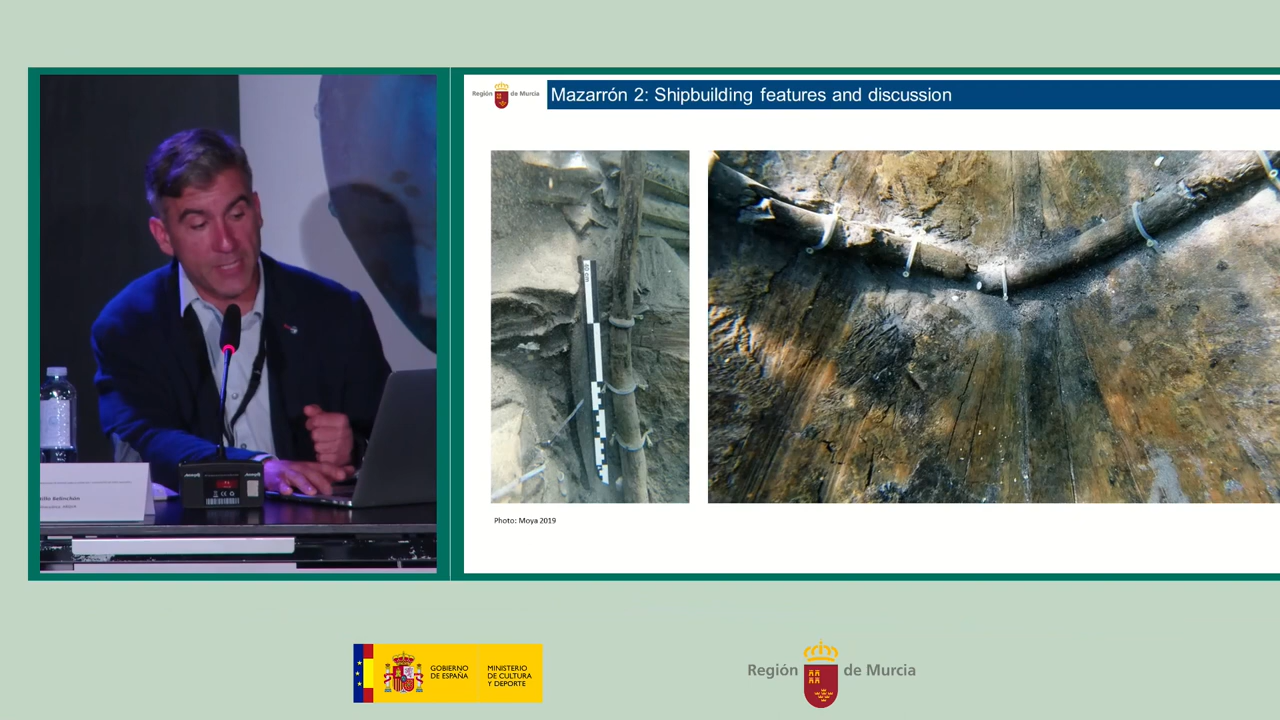 Región de Murcia
Mazarrón 2: Shipbuilding features and discussion
Photo: Moya 2019
Belinchón
GOBIERNO
DE ESPAÑA
MINISTERIO
DE CULTURA
Y DEPORTE
Región de Murcia